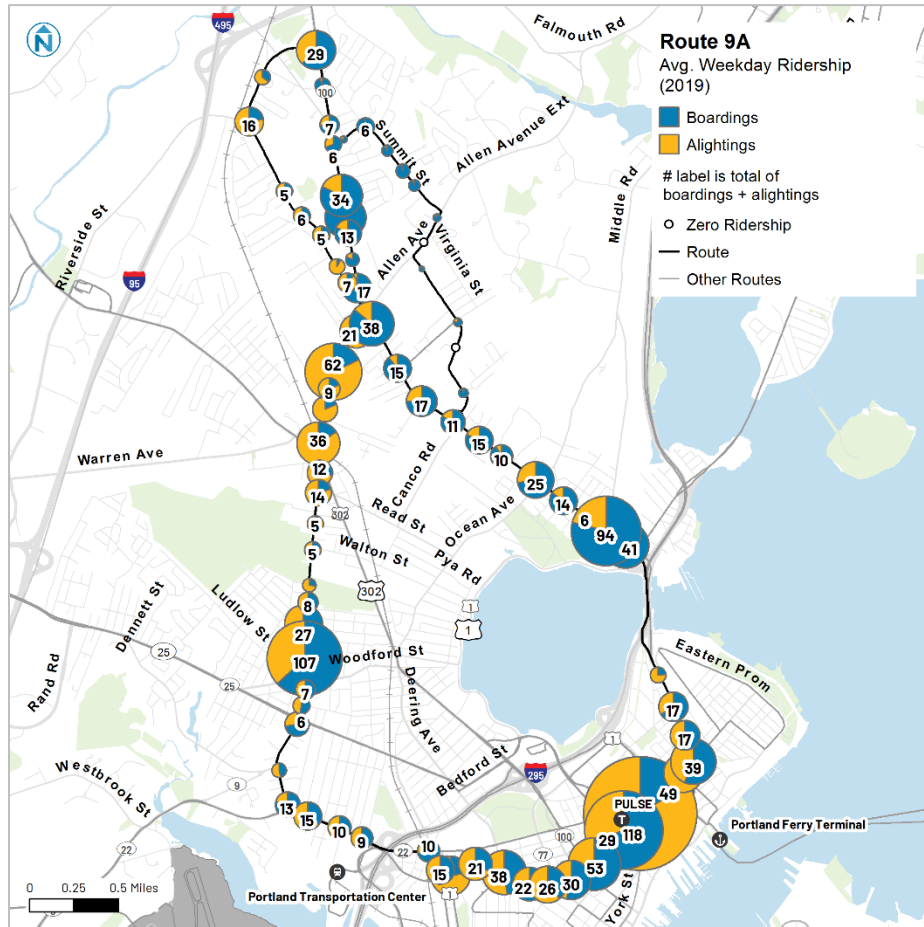 N
495
Falmouth Rd
Route 9A
Avg. Weekday Ridership
(2019)
Boardings
Alightings
# label is total of
boardings + alightings
Zero Ridership
Route
Other Routes
29
100
16
7
6
6
Summit St
Allen Avenue Ext
Middle Rd
5
34
6
5
13
Allen Ave
Virginia St
Riverside St
95
7
17
21
38
62
15
9
17
11
36
15
10
Warren Ave
12
Canco Rd
25
14
302
Read St
Ocean Ave
14
6
94
41
5
Walton St
Pya Rd
5
302
1
1
8
Ludlow St
Dennett St
27
25
107
Woodford St
Eastern Prom
25
7
Rand Rd
6
Deering Ave
17
17
1
39
Bedford St
295
Westbrook St
9
49
PULSE
T
118
13
15
100
29
Portland Ferry Terminal
10
9
22
22
10
77
53
York St
15
21
38
22
26
30
1
Portland Transportation Center
0 0.25 0.5 Miles